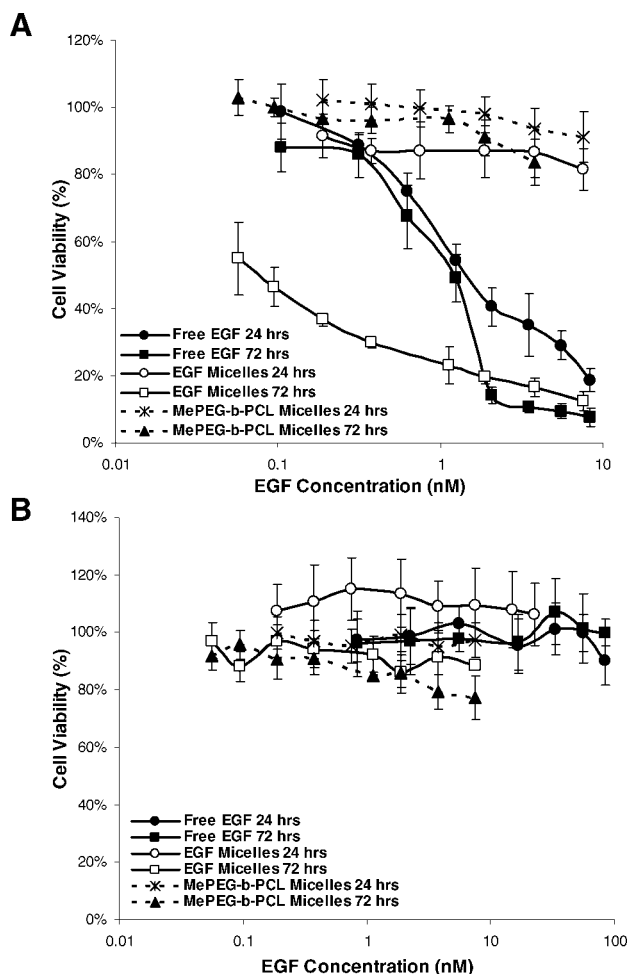 A
120%
100%
80%
60%
40%
20%
0%
Cell Viability (%)
Free EGF 24 hrs
Free EGF 72 hrs
EGF Micelles 24 hrs
EGF Micelles 72 hrs
MePEG-b-PCL Micelles 24 hrs
MePEG-b-PCL Micelles 72 hrs
0.01
0.1
1
10
EGF Concentration (nM)
B
140%
120%
100%
80%
60%
40%
20%
0%
Cell Viability (%)
Free EGF 24 hrs
Free EGF 72 hrs
EGF Micelles 24 hrs
EGF Micelles 72 hrs
MePEG-b-PCL Micelles 24 hrs
MePEG-b-PCL Micelles 72 hrs
0.01
0.1
1
10
100
EGF Concentration (nM)